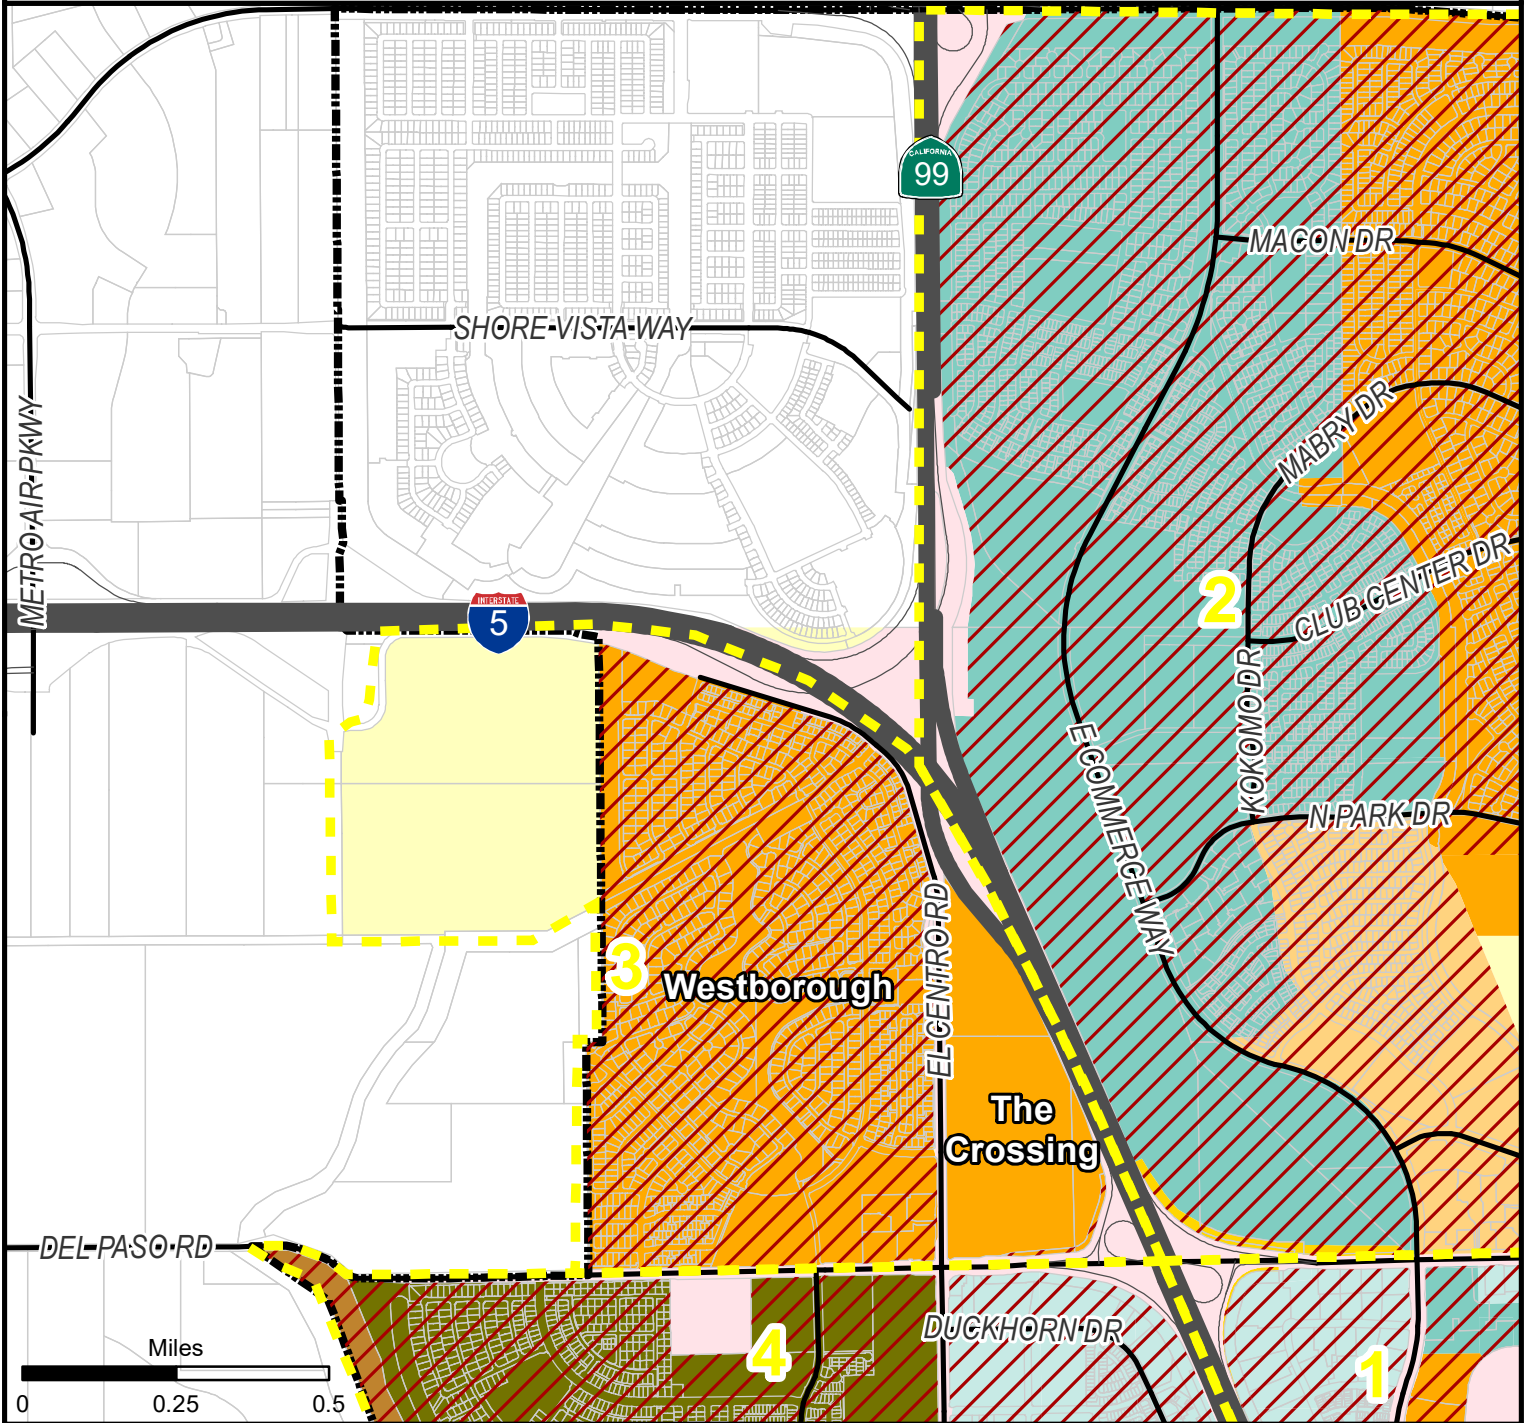 CALIFORNIA
99
MACON DR
SHORE VISTA WAY
METRO AIR PKWY
MABRY DR
CLUB CENTER DR
2
INTERSTATE
5
KOKOMO DR
E COMMERCE WAY
N PARK DR
EL CENTRO RD
3
Westborough
The
Crossing
DEL PASO RD
DUCKHORN DR
4
1
Miles
0 0.25 0.5